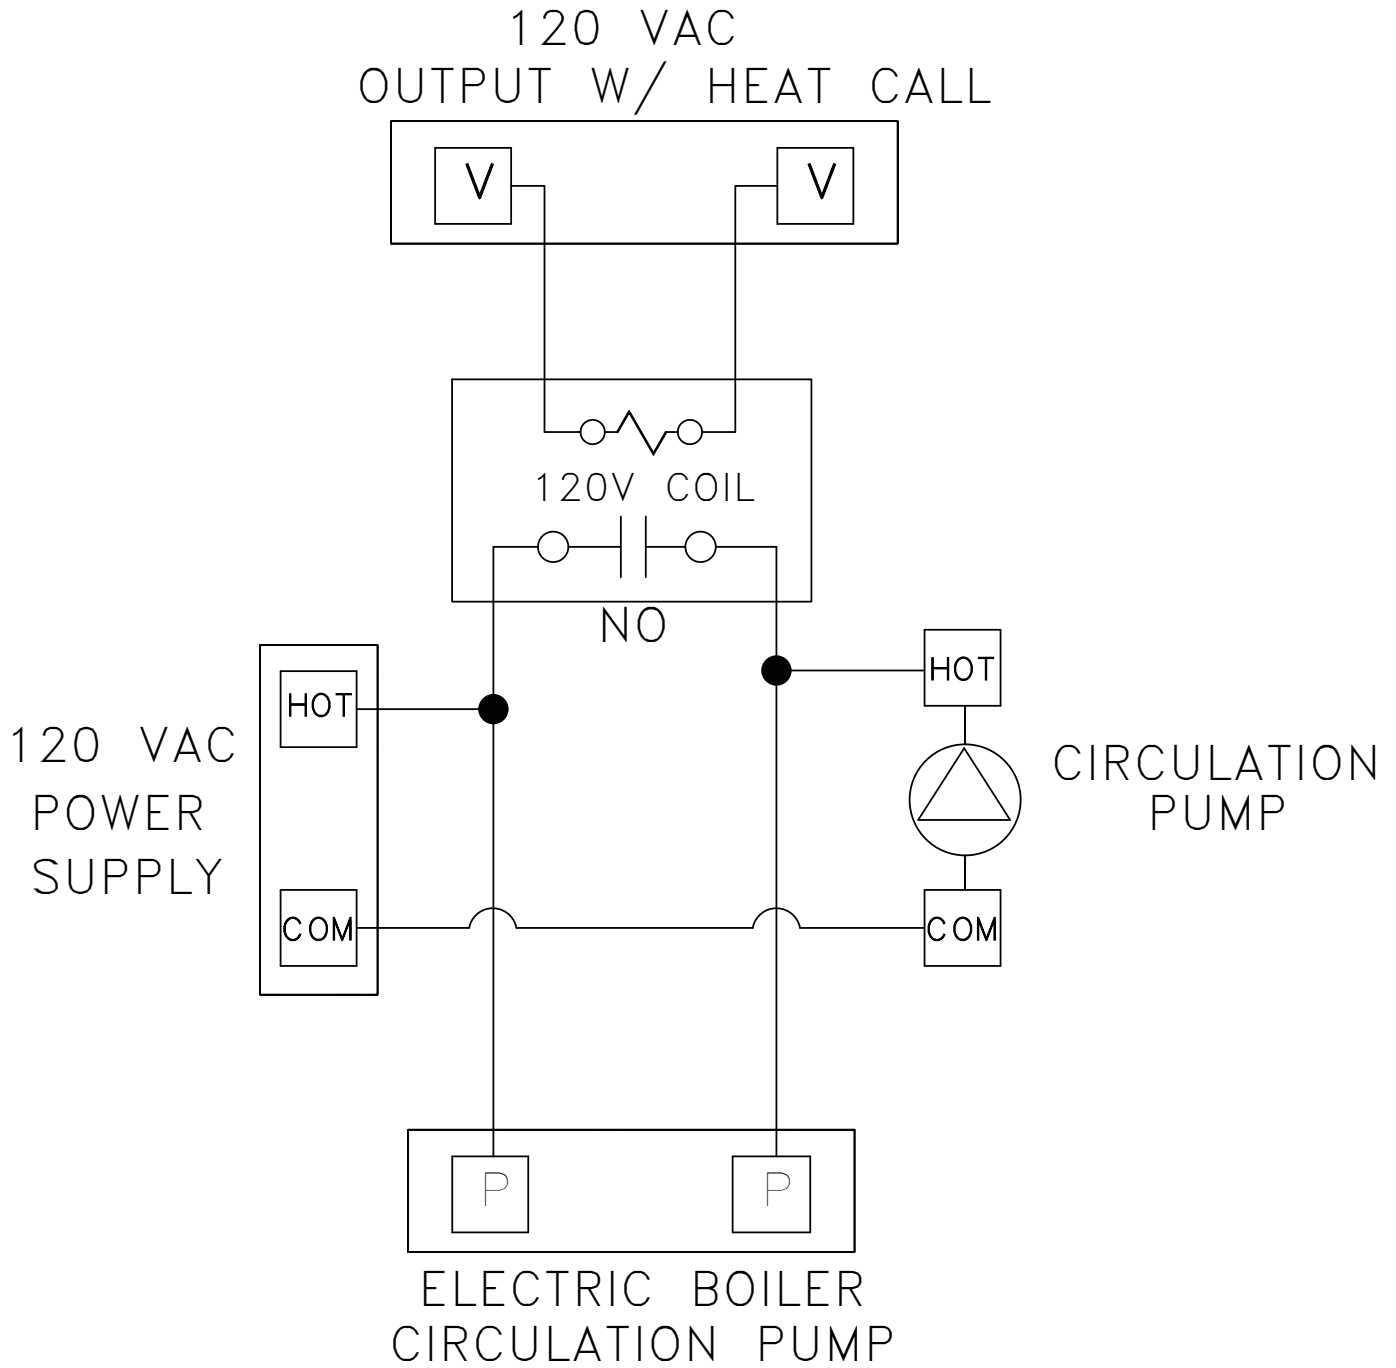 120 VAC
OUTPUT W/ HEAT CALL
V V
120V COIL
NO
HOT
HOT
120 VAC
POWER
SUPPLY
CIRCULATION
PUMP
COM
COM
P P
ELECTRIC BOILER
CIRCULATION PUMP